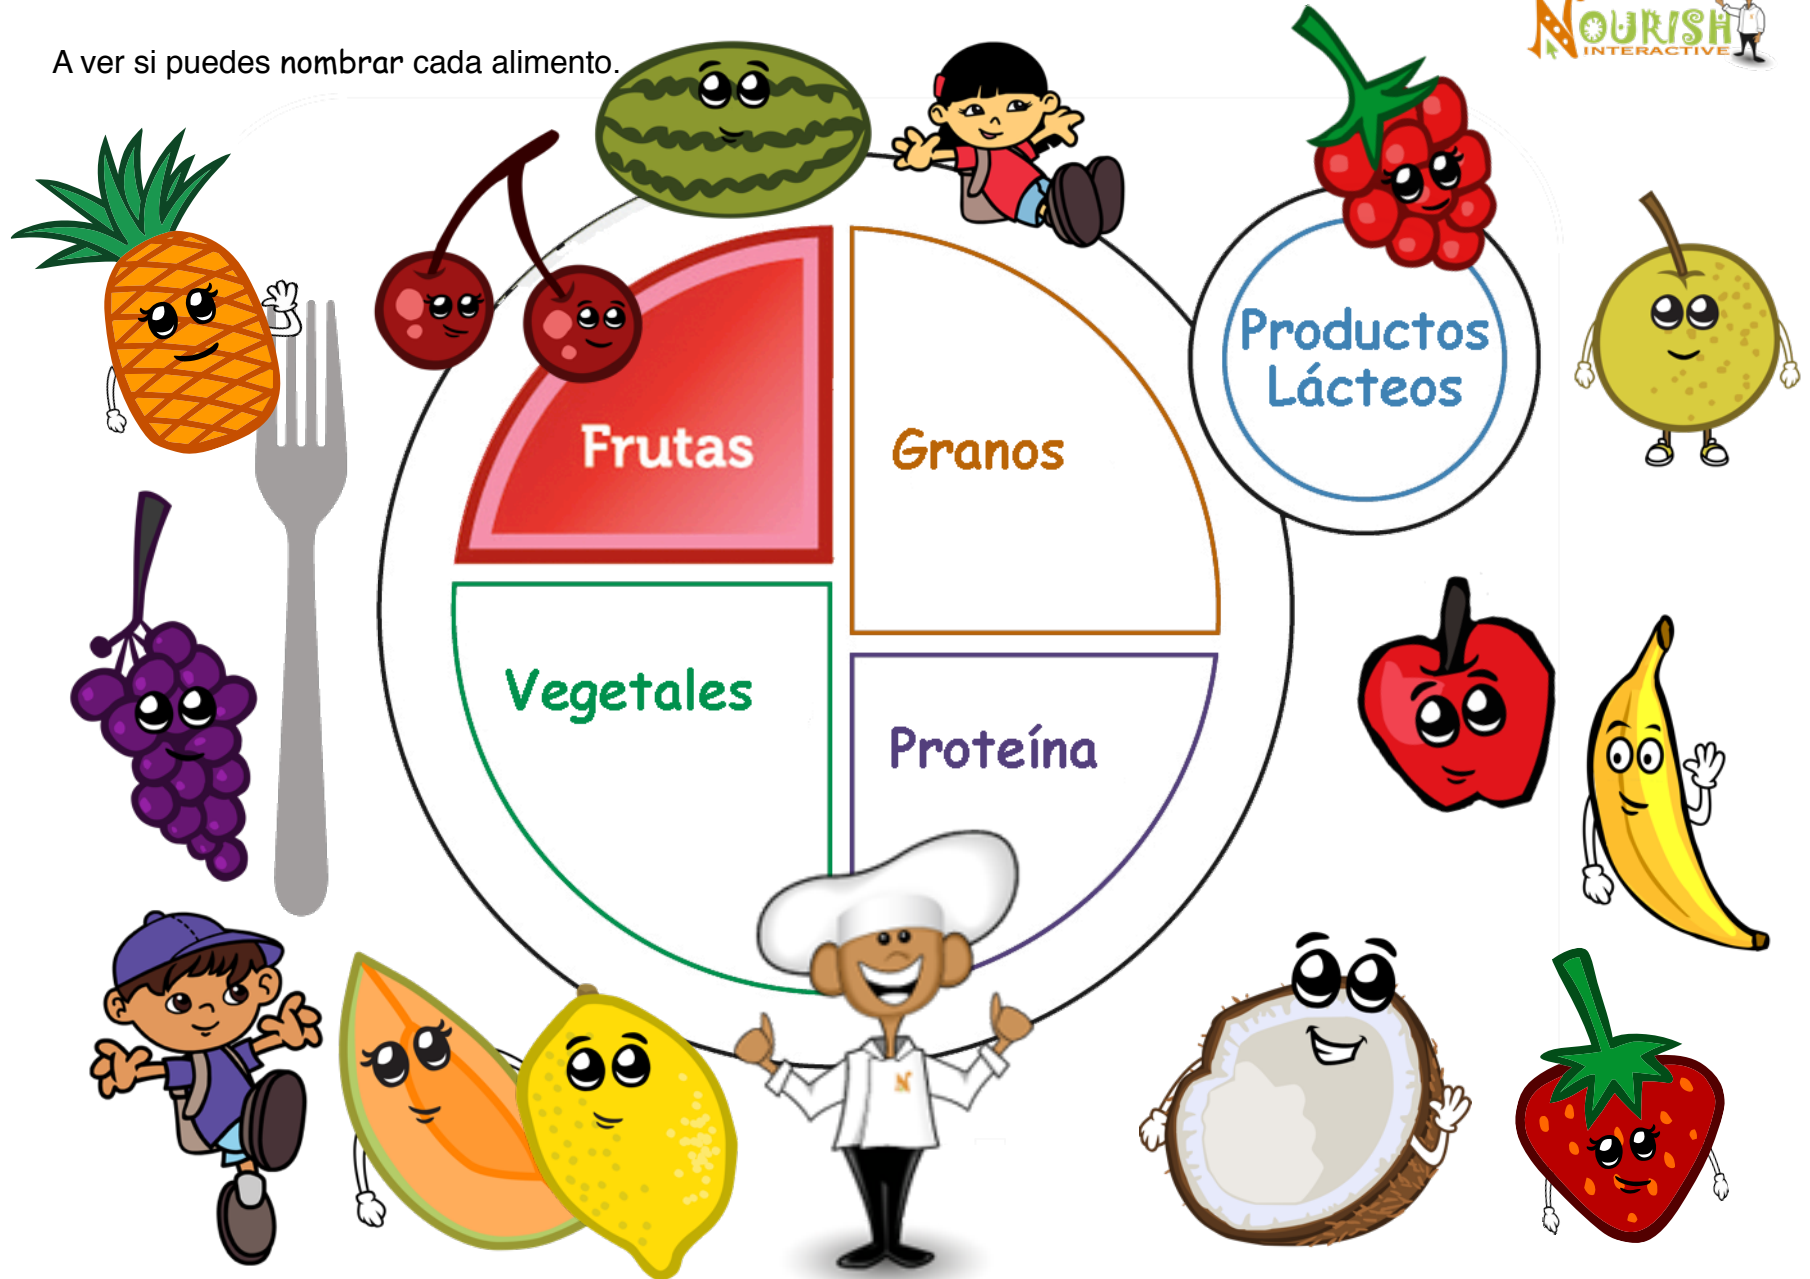 A ver si puedes nombrar cada alimento.
NOURISH
INTERACTIVE
Frutas
Granos
Productos
Lácteos
Vegetales
Proteína
N